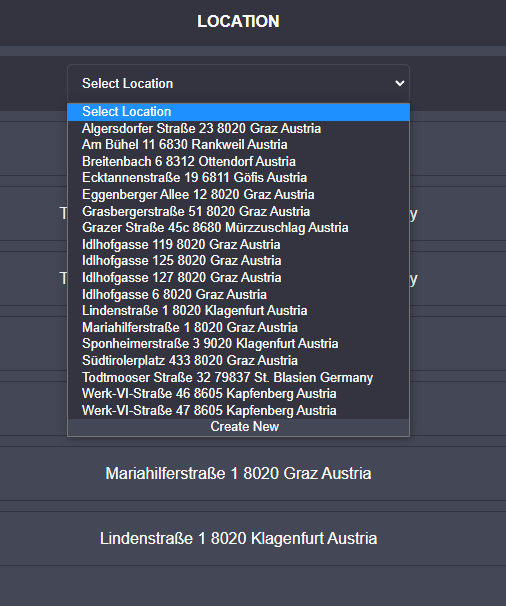 LOCATION
Select Location
Select Location
Algersdorfer Straße 23 8020 Graz Austria
Am Bühel 11 6830 Rankweil Austria
Breitenbach 6 8312 Ottendorf Austria
Ecktannenstraße 19 6811 Göfis Austria
Eggenberger Allee 12 8020 Graz Austria
Grasbergerstraße 51 8020 Graz Austria
Grazer Straße 45c 8680 Mürzzuschlag Austria
Idlhofgasse 119 8020 Graz Austria
Idlhofgasse 125 8020 Graz Austria
Idlhofgasse 127 8020 Graz Austria
Idlhofgasse 6 8020 Graz Austria
Lindenstraße 1 8020 Klagenfurt Austria
Mariahilferstraße 1 8020 Graz Austria
Sponheimerstraße 3 9020 Klagenfurt Austria
Südtirolerplatz 433 8020 Graz Austria
Todtmooser Straße 32 79837 St. Blasien Germany
Werk-VI-Straße 46 8605 Kapfenberg Austria
Werk-VI-Straße 47 8605 Kapfenberg Austria
Create New
Mariahilferstraße 1 8020 Graz Austria
Lindenstraße 1 8020 Klagenfurt Austria